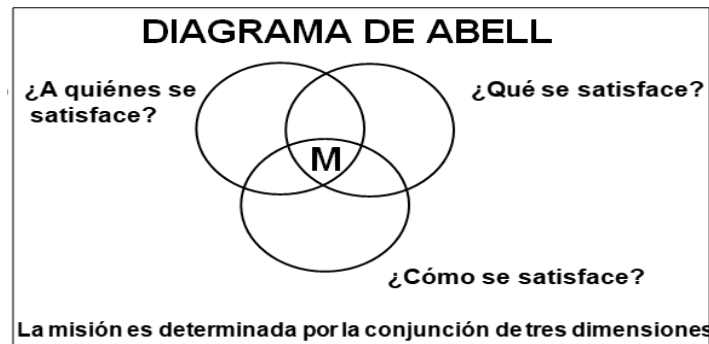 DIAGRAMA DE ABELL
¿A quiénes se
satisface?
¿Qué se satisface?
M
¿Cómo se satisface?
La misión es determinada por la conjunción de tres dimensiones